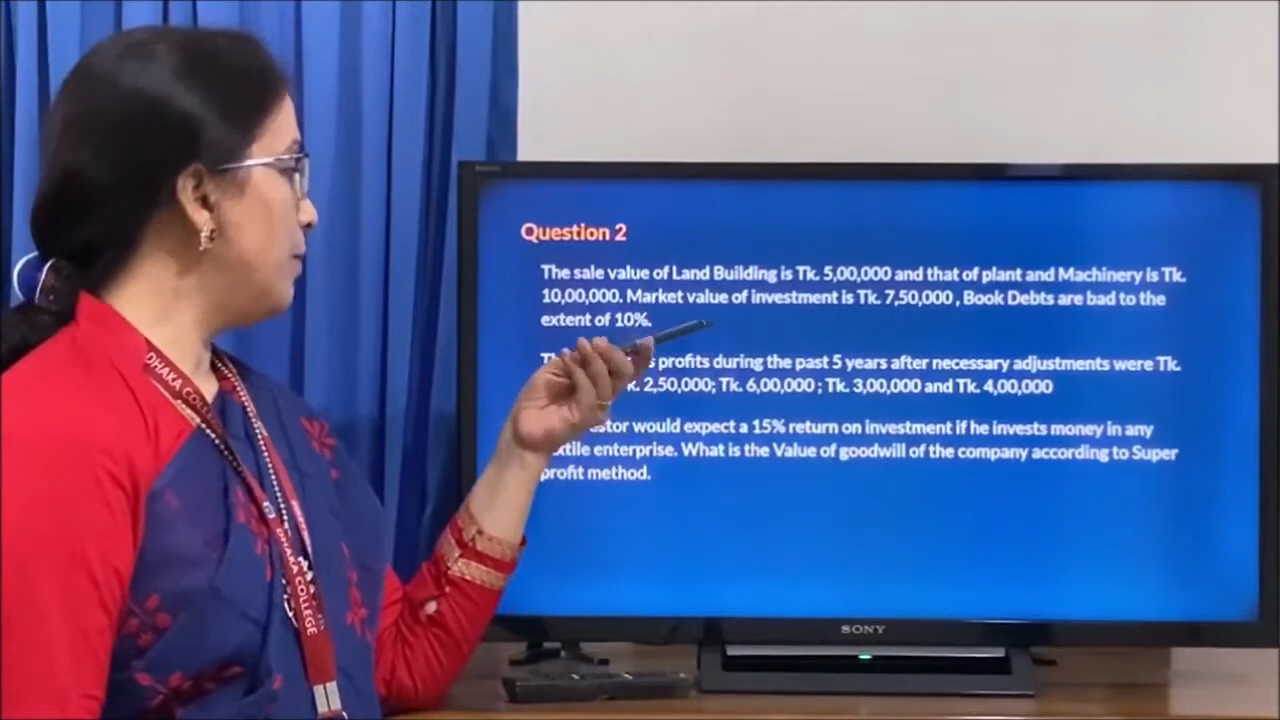 Question 2
The sale value of Land Building is Tk. 5,00,000 and that of plant and Machinery is Tk.
10,00,000. Market value of investment is Tk. 7,50,000 , Book Debts are bad to the
extent of 10%.
profits during the past 5 years after necessary adjustments were Tk.
2,50,000; Tk. 6,00,000 ; Tk. 3,00,000 and Tk. 4,00,000
would expect a 15% return on investment if he invests money in any
enterprise. What is the Value of goodwill of the company according to Super
profit method.
SONY
DHAKA COLLEGE
DHAKA COLLEGE